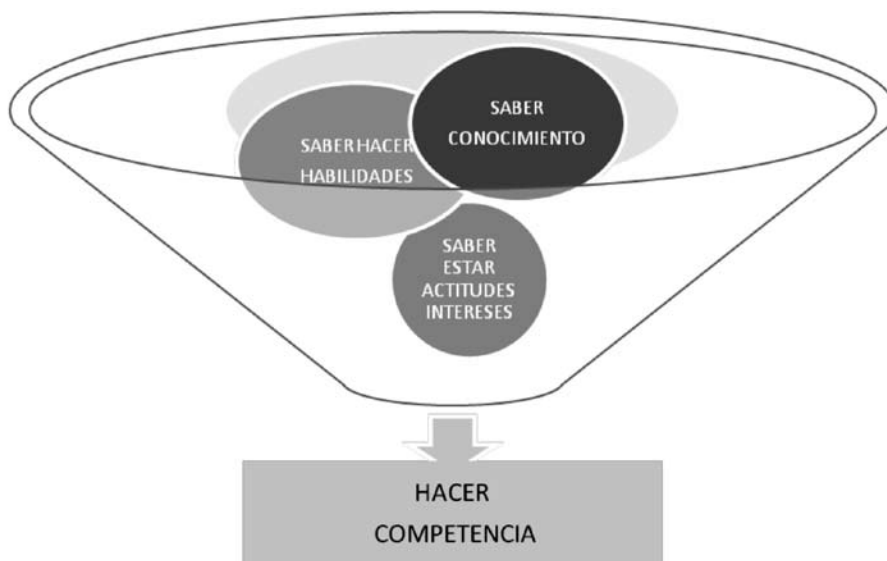 SABER
CONOCIMIENTO
SABER HACER
HABILIDADES
SABER
ESTAR
ACTITUDES
INTERESES
HACER
COMPETENCIA